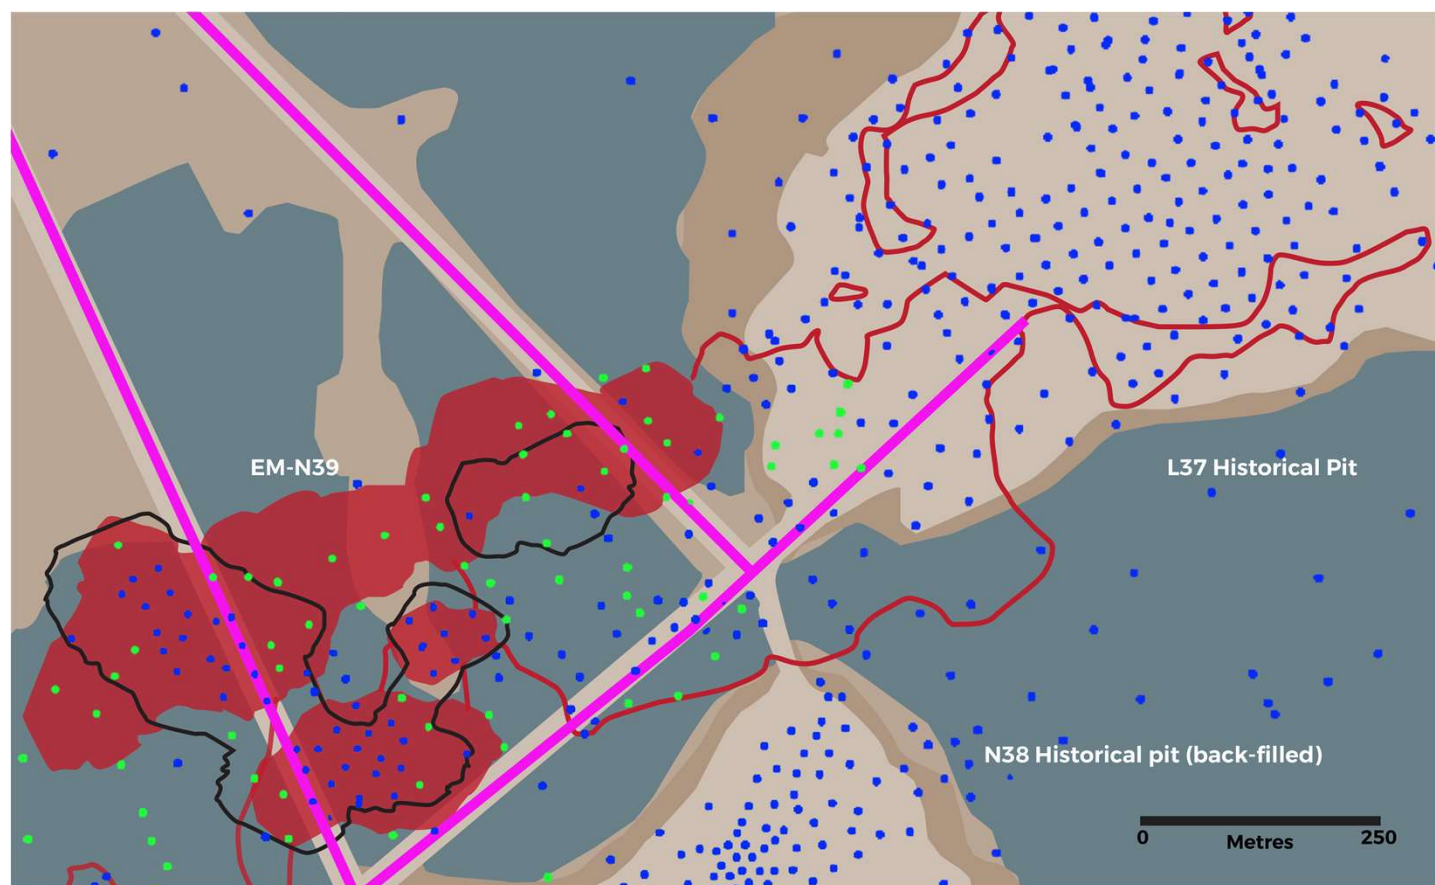 EM-N39
L37 Historical Pit
N38 Historical pit (back-filled)
0 Metres 250